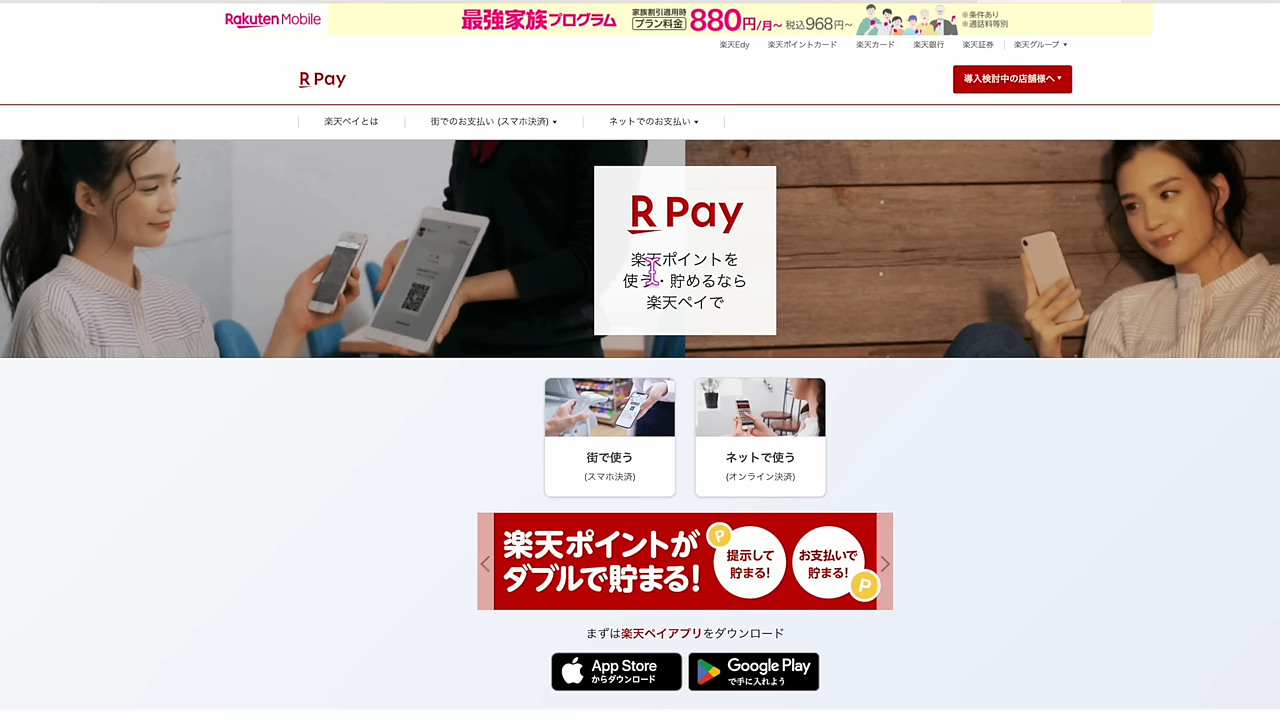 Rakuten Mobile
最強家族プログラム
家族割引適用時
プラン料金
880円/月~ 税込968円~
※条件あり
※通話料等別
楽天Edy 楽天ポイントカード 楽天カード 楽天銀行 楽天証券 楽天グループ
R Pay
導入検討中の店舗様へ
楽天ペイとは 街でのお支払い (スマホ決済) ネットでのお支払い
R Pay
楽天ポイントを
使う・貯めるなら
楽天ペイで
街で使う
(スマホ決済)
ネットで使う
(オンライン決済)
楽天ポイントが
ダブルで貯まる!
P
提示して
貯まる!
お支払いで
貯まる!
P
まずは楽天ペイアプリをダウンロード
App Store
からダウンロード
Google Play
で手に入れよう